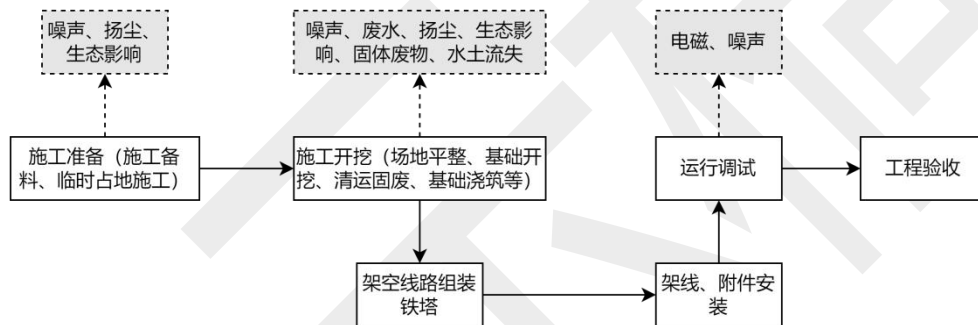 噪声、扬尘、
生态影响
噪声、废水、扬尘、生态影
响、固体废物、水土流失
电磁、噪声
施工准备（施工备
料、临时占地施工）
施工开挖（场地平整、基础开
挖、清运固废、基础浇筑等）
运行调试
工程验收
架空线路组装
铁塔
架线、附件安
装